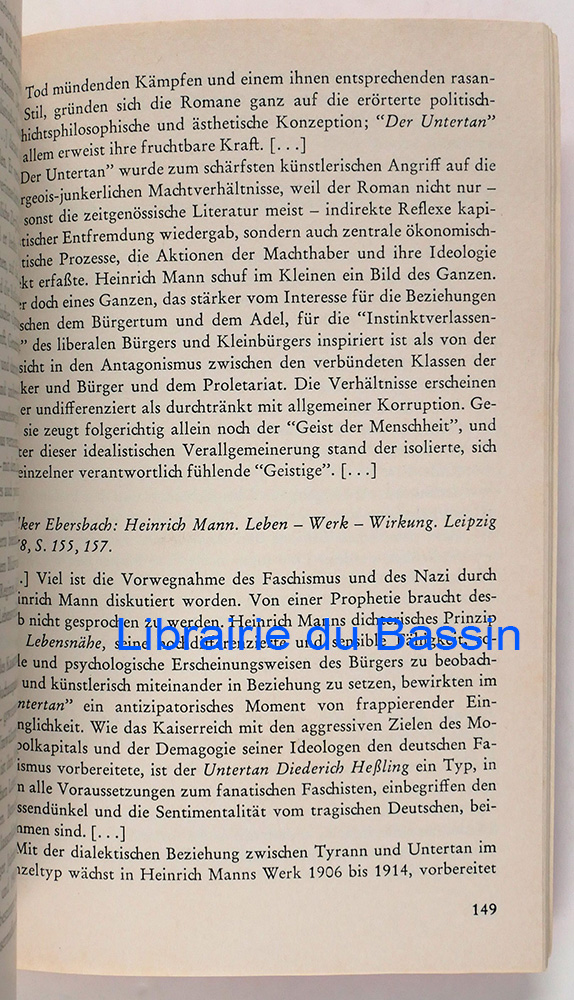 Tod mündenden Kämpfen und einem ihnen entsprechenden rasan-
Stil, gründen sich die Romane ganz auf die erörterte politisch-
hichtsphilosophische und ästhetische Konzeption; “Der Untertan”
allem erweist ihre fruchtbare Kraft. [...]
Der Untertan” wurde zum schärfsten künstlerischen Angriff auf die
rgeois-junkerlichen Machtverhältnisse, weil der Roman nicht nur –
sonst die zeitgenössische Literatur meist – indirekte Reflexe kapi-
tischer Entfremdung wiedergab, sondern auch zentrale ökonomisch-
tische Prozesse, die Aktionen der Machthaber und ihre Ideologie
kt erfaßte. Heinrich Mann schuf im Kleinen ein Bild des Ganzen.
r doch eines Ganzen, das stärker vom Interesse für die Beziehungen
schen dem Bürgertum und dem Adel, für die “Instinktverlassen-
” des liberalen Bürgers und Kleinbürgers inspiriert ist als von der
sicht in den Antagonismus zwischen den verbündeten Klassen der
ker und Bürger und dem Proletariat. Die Verhältnisse erscheinen
er undifferenziert als durchtränkt mit allgemeiner Korruption. Ge-
sie zeugt folgerichtig allein noch der “Geist der Menschheit”, und
ter dieser idealistischen Verallgemeinerung stand der isolierte, sich
einzelner verantwortlich fühlende “Geistige”. [...]
lker Ebersbach: Heinrich Mann. Leben – Werk – Wirkung. Leipzig
8, S. 155, 157.
.] Viel ist die Vorwegnahme des Faschismus und des Nazi durch
inrich Mann diskutiert worden. Von einer Prophetie braucht des-
b nicht gesprochen zu werden. Heinrich Manns dichterisches Prinzip
Lebensnähe, seine hochdifferenzierte und sensible Fähigkeit, so-
Librairie du Bassin
le und psychologische Erscheinungsweisen des Bürgers zu beobach-
und künstlerisch miteinander in Beziehung zu setzen, bewirkten im
ntertan” ein antizipatorisches Moment von frappierender Ein-
nglichkeit. Wie das Kaiserreich mit den aggressiven Zielen des Mo-
polkapitals und der Demagogie seiner Ideologen den deutschen Fa-
ismus vorbereitete, ist der Untertan Diederich Heßling ein Typ, in
n alle Voraussetzungen zum fanatischen Faschisten, einbegriffen den
ssendünkel und die Sentimentalität vom tragischen Deutschen, bei-
mmen sind. [...]
Mit der dialektischen Beziehung zwischen Tyrann und Untertan im
nzeltyp wächst in Heinrich Manns Werk 1906 bis 1914, vorbereitet
149